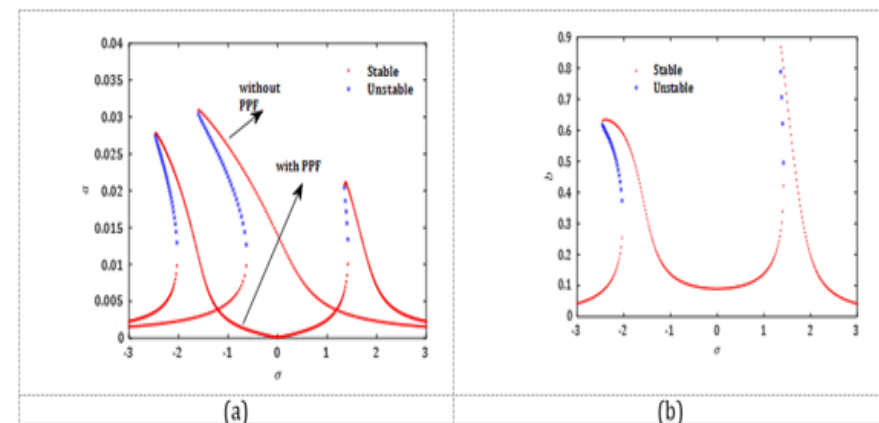 0.04
0.035
0.03
0.025
0.02
0.015
0.01
0.005
0
-3 -2 -1 0 1 2 3
a
σ
without
PPF
with PPF
Stable
Unstable
(a)
0.9
0.8
0.7
0.6
0.5
0.4
0.3
0.2
0.1
0
-3 -2 -1 0 1 2 3
b
σ
Stable
Unstable
(b)